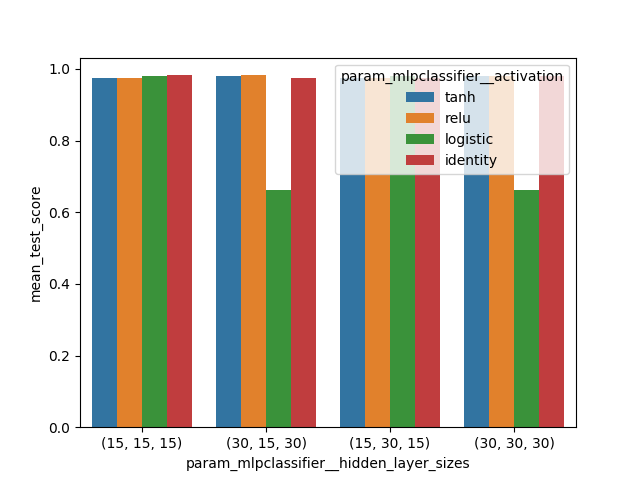 1.0
0.8
0.6
0.4
0.2
0.0
mean_test_score
param_mlpclassifier__activation
tanh
relu
logistic
identity
(15, 15, 15)
(30, 15, 30)
(15, 30, 15)
(30, 30, 30)
param_mlpclassifier__hidden_layer_sizes